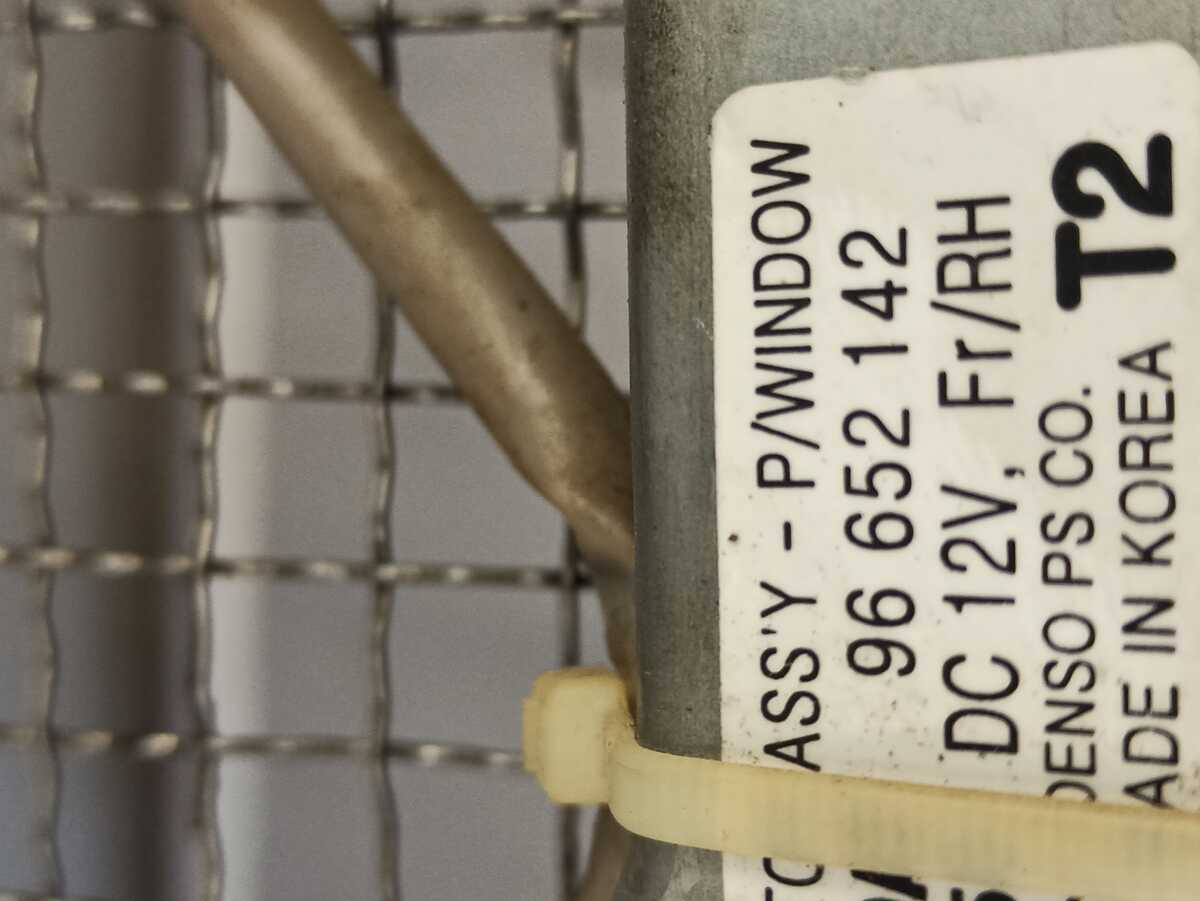 ASS'Y - P/WINDOW
96 652 142
DC 12V, Fr/RH
DENSO PS CO.
ADE IN KOREA T2